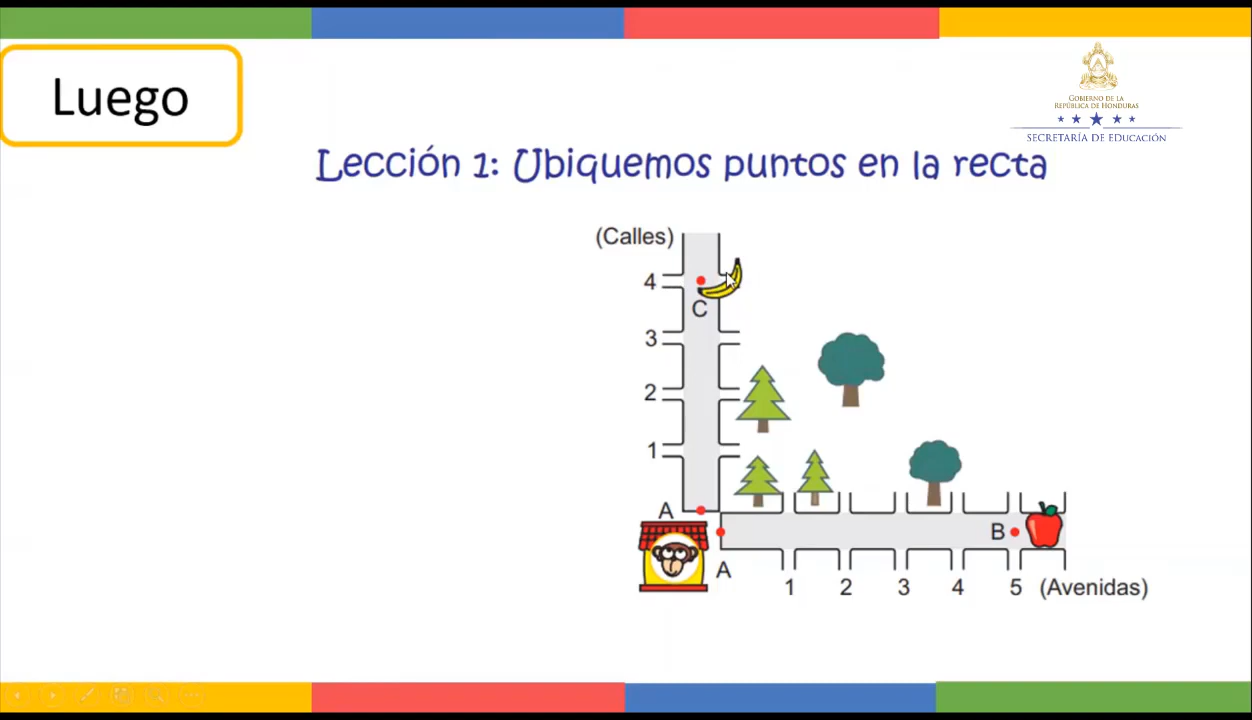 Luego
GOBIERNO DE LA
REPÚBLICA DE HONDURAS
SECRETARÍA DE EDUCACIÓN
Lección 1: Ubiquemos puntos en la recta
(Calles)
4
C
3
2
1
A
B
A
1 2 3 4 5 (Avenidas)